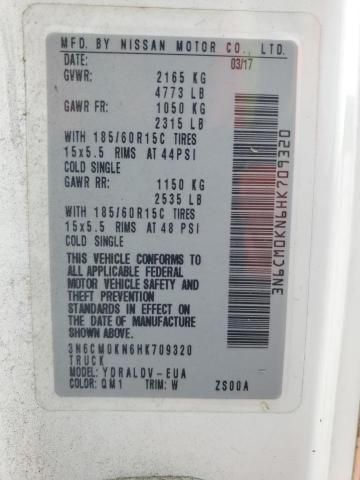 MFG. BY NISSAN MOTOR CO., LTD.
DATE: 03/17
GVWR: 2165 KG
4773 LB
GAWR FR: 1050 KG
2315 LB
WITH 185/60R15C TIRES
15x5.5 RIMS AT 44PSI
COLD SINGLE
GAWR RR: 1150 KG
2535 LB
WITH 185/60R15C TIRES
15x5.5 RIMS AT 48 PSI
COLD SINGLE
THIS VEHICLE CONFORMS TO
ALL APPLICABLE FEDERAL
MOTOR VEHICLE SAFETY AND
THEFT PREVENTION
STANDARDS IN EFFECT ON
THE DATE OF MANUFACTURE
SHOWN ABOVE.
3N6CM0KN6HK709320
TRUCK
MODEL: YDRALDV-EUA
COLOR: QM1 TRIM: W ZS00A
3N6CM0KN6HK709320